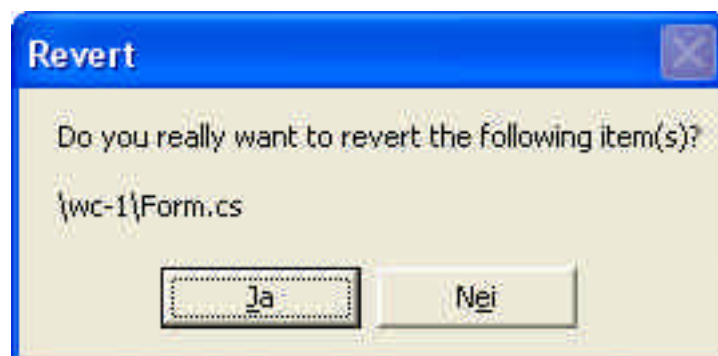 Revert
Do you really want to revert the following item(s)?
\wc-1\Form.cs
Ja
Nei